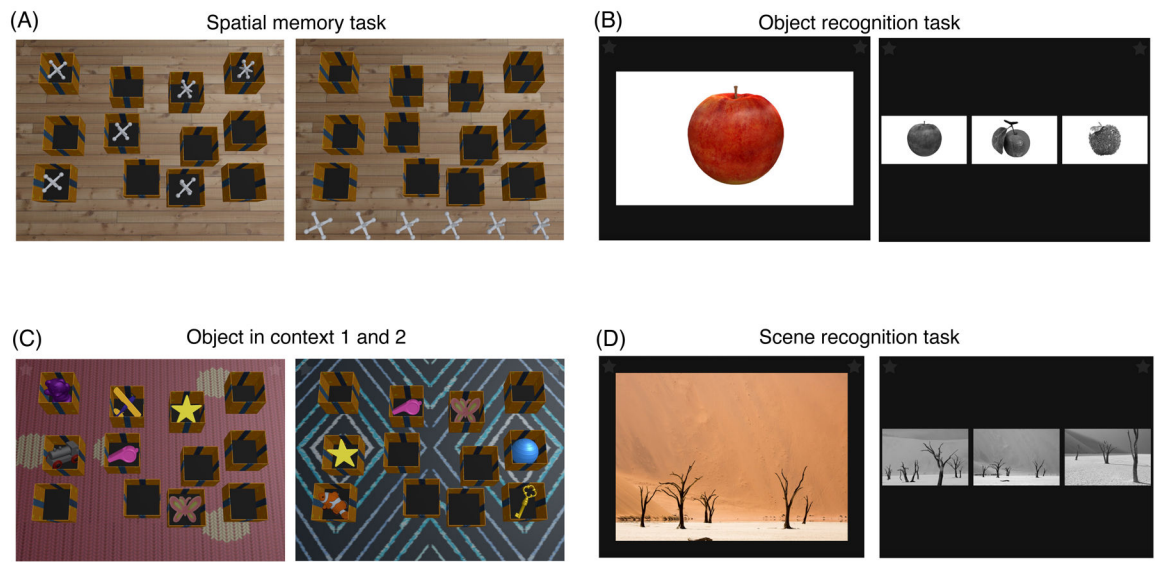 (A) Spatial memory task
(B) Object recognition task
(C) Object in context 1 and 2
(D) Scene recognition task